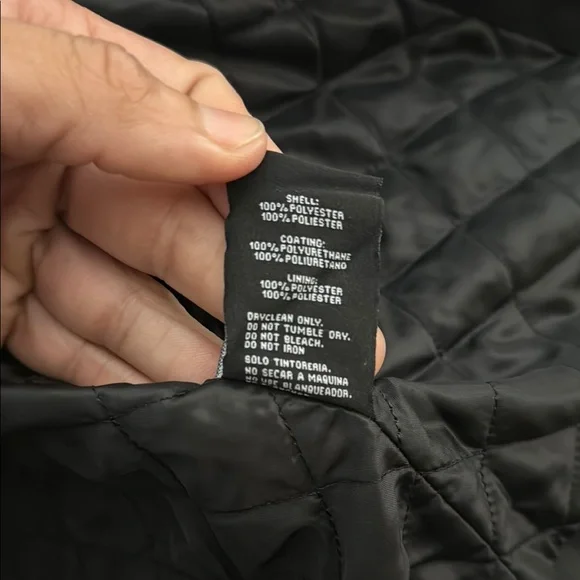 SHELL:
100% POLYESTER
100% POLIESTER
COATING:
100% POLYURETHANE
100% POLIURETANO
LINING:
100% POLYESTER
100% POLIESTER
DRYCLEAN ONLY.
DO NOT TUMBLE DRY.
DO NOT BLEACH.
DO NOT IRON
SOLO TINTORERIA.
NO SECAR A MAQUINA
NO USE BLANQUEADOR.